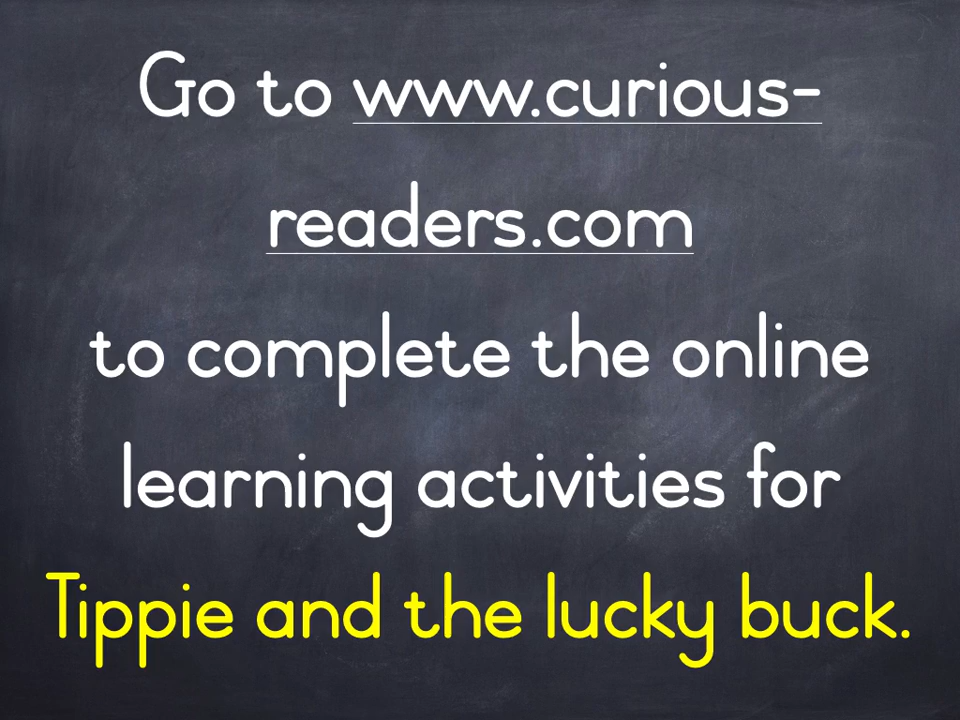 Go to www.curious-
readers.com
to complete the online
learning activities for
Tippie and the lucky buck.